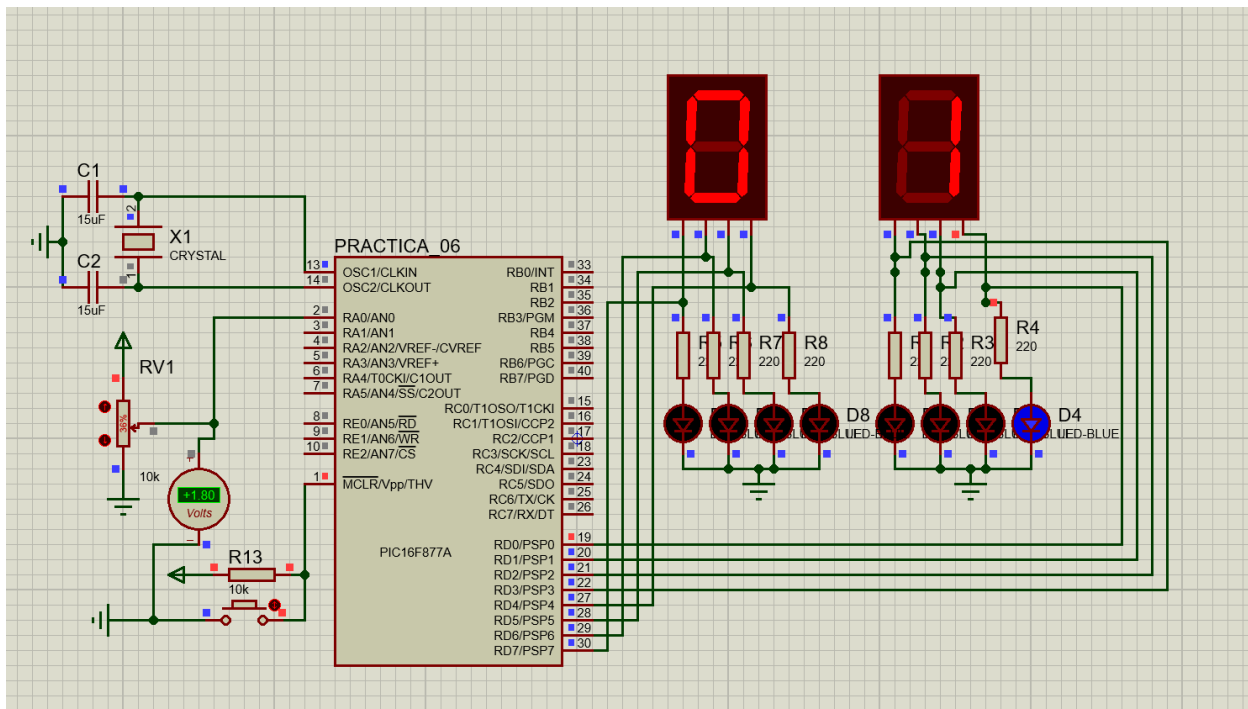 0 1
C1
15uF
2
X1
CRYSTAL
1
C2
15uF
PRACTICA_06
13 OSC1/CLKIN
14 OSC2/CLKOUT
2 RA0/AN0
3 RA1/AN1
4 RA2/AN2/VREF-/CVREF
5 RA3/AN3/VREF+
6 RA4/T0CKI/C1OUT
7 RA5/AN4/SS/C2OUT
8 RE0/AN5/RD
9 RE1/AN6/WR
10 RE2/AN7/CS
1 MCLR/Vpp/THV
PIC16F877A
RB0/INT 33
RB1 34
RB2 35
RB3/PGM 36
RB4 37
RB5 38
RB6/PGC 39
RB7/PGD 40
RC0/T1OSO/T1CKI 15
RC1/T1OSI/CCP2 16
RC2/CCP1 17
RC3/SCK/SCL 18
RC4/SDI/SDA 23
RC5/SDO 24
RC6/TX/CK 25
RC7/RX/DT 26
RD0/PSP0 19
RD1/PSP1 20
RD2/PSP2 21
RD3/PSP3 22
RD4/PSP4 27
RD5/PSP5 28
RD6/PSP6 29
RD7/PSP7 30
RV1
36%
10k
+1.80
Volts
R13
10k
R7
R8
220
D8
R3
220
R4
220
D4
LED-BLUE